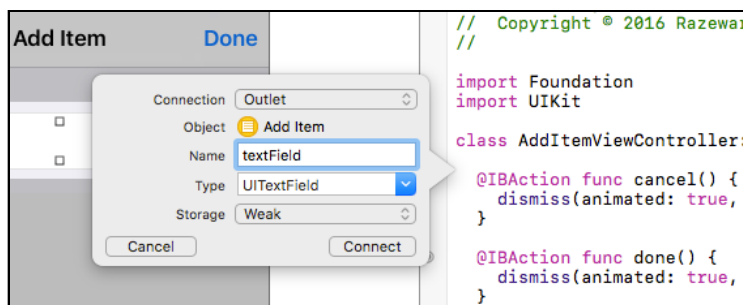 Add Item Done
Connection Outlet
Object Add Item
Name textField
Type UITextField
Storage Weak
Cancel Connect
// Copyright © 2016 Razewar
//
import Foundation
import UIKit
class AddItemViewController:
@IBAction func cancel() {
dismiss(animated: true,
}
@IBAction func done() {
dismiss(animated: true,
}